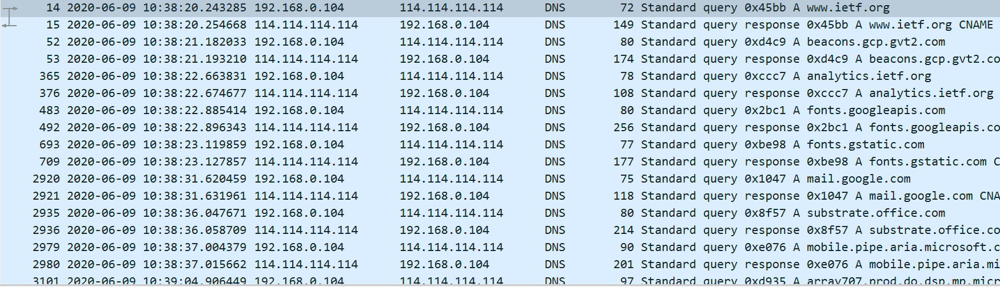 14 2020-06-09 10:38:20.243285 192.168.0.104 114.114.114.114 DNS 72 Standard query 0x45bb A www.ietf.org
15 2020-06-09 10:38:20.254668 114.114.114.114 192.168.0.104 DNS 149 Standard query response 0x45bb A www.ietf.org CNAME
52 2020-06-09 10:38:21.182033 192.168.0.104 114.114.114.114 DNS 80 Standard query 0xd4c9 A beacons.gcp.gvt2.com
53 2020-06-09 10:38:21.193210 114.114.114.114 192.168.0.104 DNS 174 Standard query response 0xd4c9 A beacons.gcp.gvt2.co
365 2020-06-09 10:38:22.663831 192.168.0.104 114.114.114.114 DNS 78 Standard query 0xccc7 A analytics.ietf.org
376 2020-06-09 10:38:22.674677 114.114.114.114 192.168.0.104 DNS 108 Standard query response 0xccc7 A analytics.ietf.org
483 2020-06-09 10:38:22.885414 192.168.0.104 114.114.114.114 DNS 80 Standard query 0x2bc1 A fonts.googleapis.com
492 2020-06-09 10:38:22.896343 114.114.114.114 192.168.0.104 DNS 256 Standard query response 0x2bc1 A fonts.googleapis.co
693 2020-06-09 10:38:23.119859 192.168.0.104 114.114.114.114 DNS 77 Standard query 0xbe98 A fonts.gstatic.com
709 2020-06-09 10:38:23.127857 114.114.114.114 192.168.0.104 DNS 177 Standard query response 0xbe98 A fonts.gstatic.com C
2920 2020-06-09 10:38:31.620459 192.168.0.104 114.114.114.114 DNS 75 Standard query 0x1047 A mail.google.com
2921 2020-06-09 10:38:31.631961 114.114.114.114 192.168.0.104 DNS 118 Standard query response 0x1047 A mail.google.com CNA
2935 2020-06-09 10:38:36.047671 192.168.0.104 114.114.114.114 DNS 80 Standard query 0x8f57 A substrate.office.com
2936 2020-06-09 10:38:36.058709 114.114.114.114 192.168.0.104 DNS 214 Standard query response 0x8f57 A substrate.office.co
2979 2020-06-09 10:38:37.004379 192.168.0.104 114.114.114.114 DNS 90 Standard query 0xe076 A mobile.pipe.aria.microsoft.c
2980 2020-06-09 10:38:37.015662 114.114.114.114 192.168.0.104 DNS 201 Standard query response 0xe076 A mobile.pipe.aria.mi
3101 2020-06-09 10:39:04.906449 192.168.0.104 114.114.114.114 DNS 97 Standard query 0xd935 A array707.prod.do.dsp.mp.micr